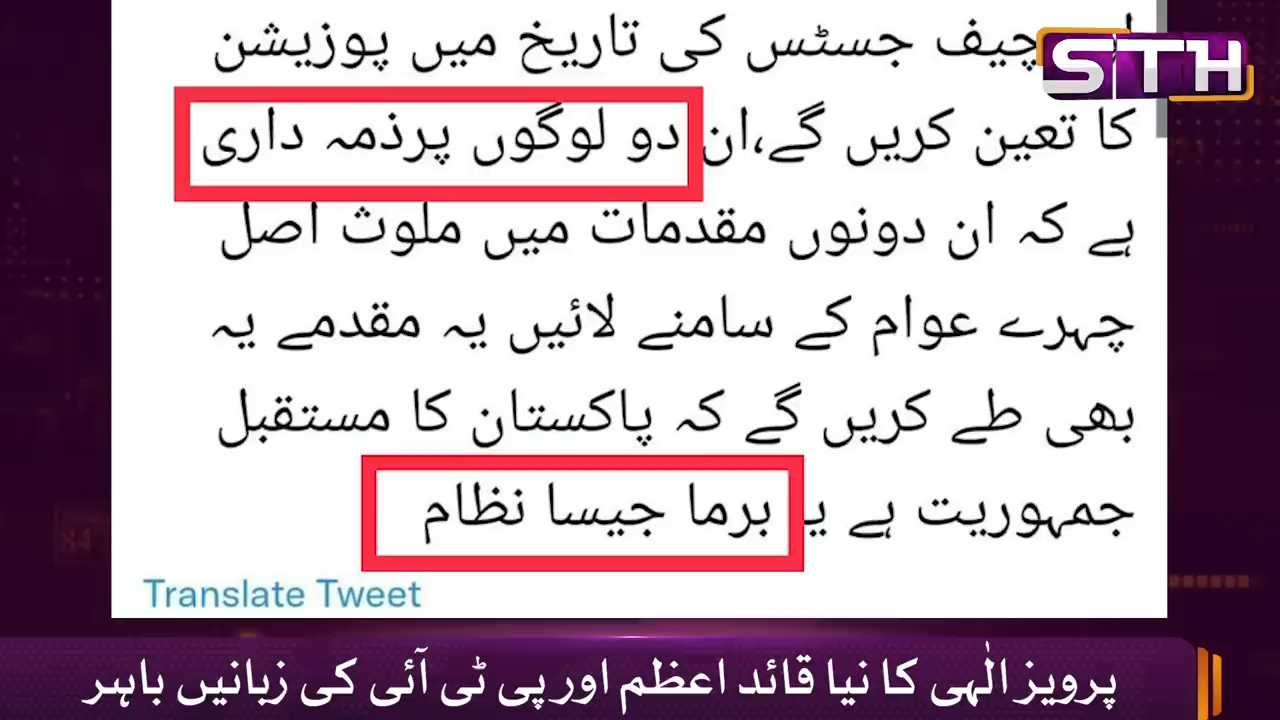 چیف جسٹس کی تاریخ میں پوزیشن
STH
کا تعین کریں گے،ان دو لوگوں پرذمہ داری
ہے کہ ان دونوں مقدمات میں ملوث اصل
چہرے عوام کے سامنے لائیں یہ مقدمے یہ
بھی طے کریں گے کہ پاکستان کا مستقبل
جمہوریت ہے یا برما جیسا نظام
Translate Tweet
پرویز الٰہی کا نیا قائد اعظم اور پی ٹی آئی کی زبانیں باہر